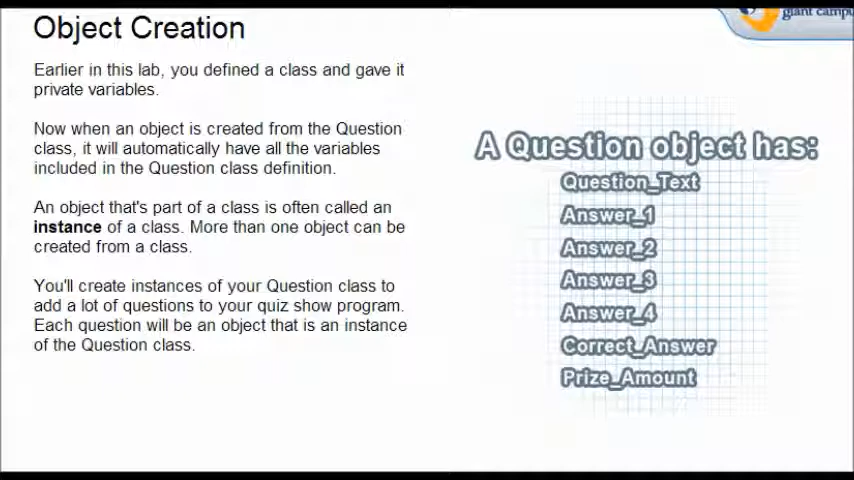 Object Creation
giant campu
Earlier in this lab, you defined a class and gave it
private variables.
Now when an object is created from the Question
class, it will automatically have all the variables
included in the Question class definition.
An object that's part of a class is often called an
instance of a class. More than one object can be
created from a class.
You'll create instances of your Question class to
add a lot of questions to your quiz show program.
Each question will be an object that is an instance
of the Question class.
A Question object has:
Question_Text
Answer_1
Answer_2
Answer_3
Answer_4
Correct_Answer
Prize_Amount